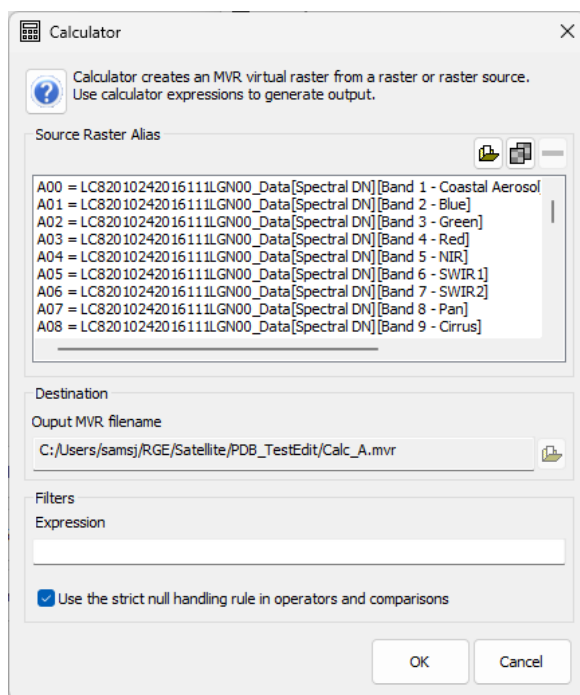 Calculator
Calculator creates an MVR virtual raster from a raster or raster source.
Use calculator expressions to generate output.
Source Raster Alias
A00 = LC82010242016111LGN00_Data[Spectral DN][Band 1 - Coastal Aerosol
A01 = LC82010242016111LGN00_Data[Spectral DN][Band 2 - Blue]
A02 = LC82010242016111LGN00_Data[Spectral DN][Band 3 - Green]
A03 = LC82010242016111LGN00_Data[Spectral DN][Band 4 - Red]
A04 = LC82010242016111LGN00_Data[Spectral DN][Band 5 - NIR]
A05 = LC82010242016111LGN00_Data[Spectral DN][Band 6 - SWIR1]
A06 = LC82010242016111LGN00_Data[Spectral DN][Band 7 - SWIR2]
A07 = LC82010242016111LGN00_Data[Spectral DN][Band 8 - Pan]
A08 = LC82010242016111LGN00_Data[Spectral DN][Band 9 - Cirrus]
Destination
Ouput MVR filename
C:/Users/samsj/RGE/Satellite/PDB_TestEdit/Calc_A.mvr
Filters
Expression
Use the strict null handling rule in operators and comparisons
OK Cancel